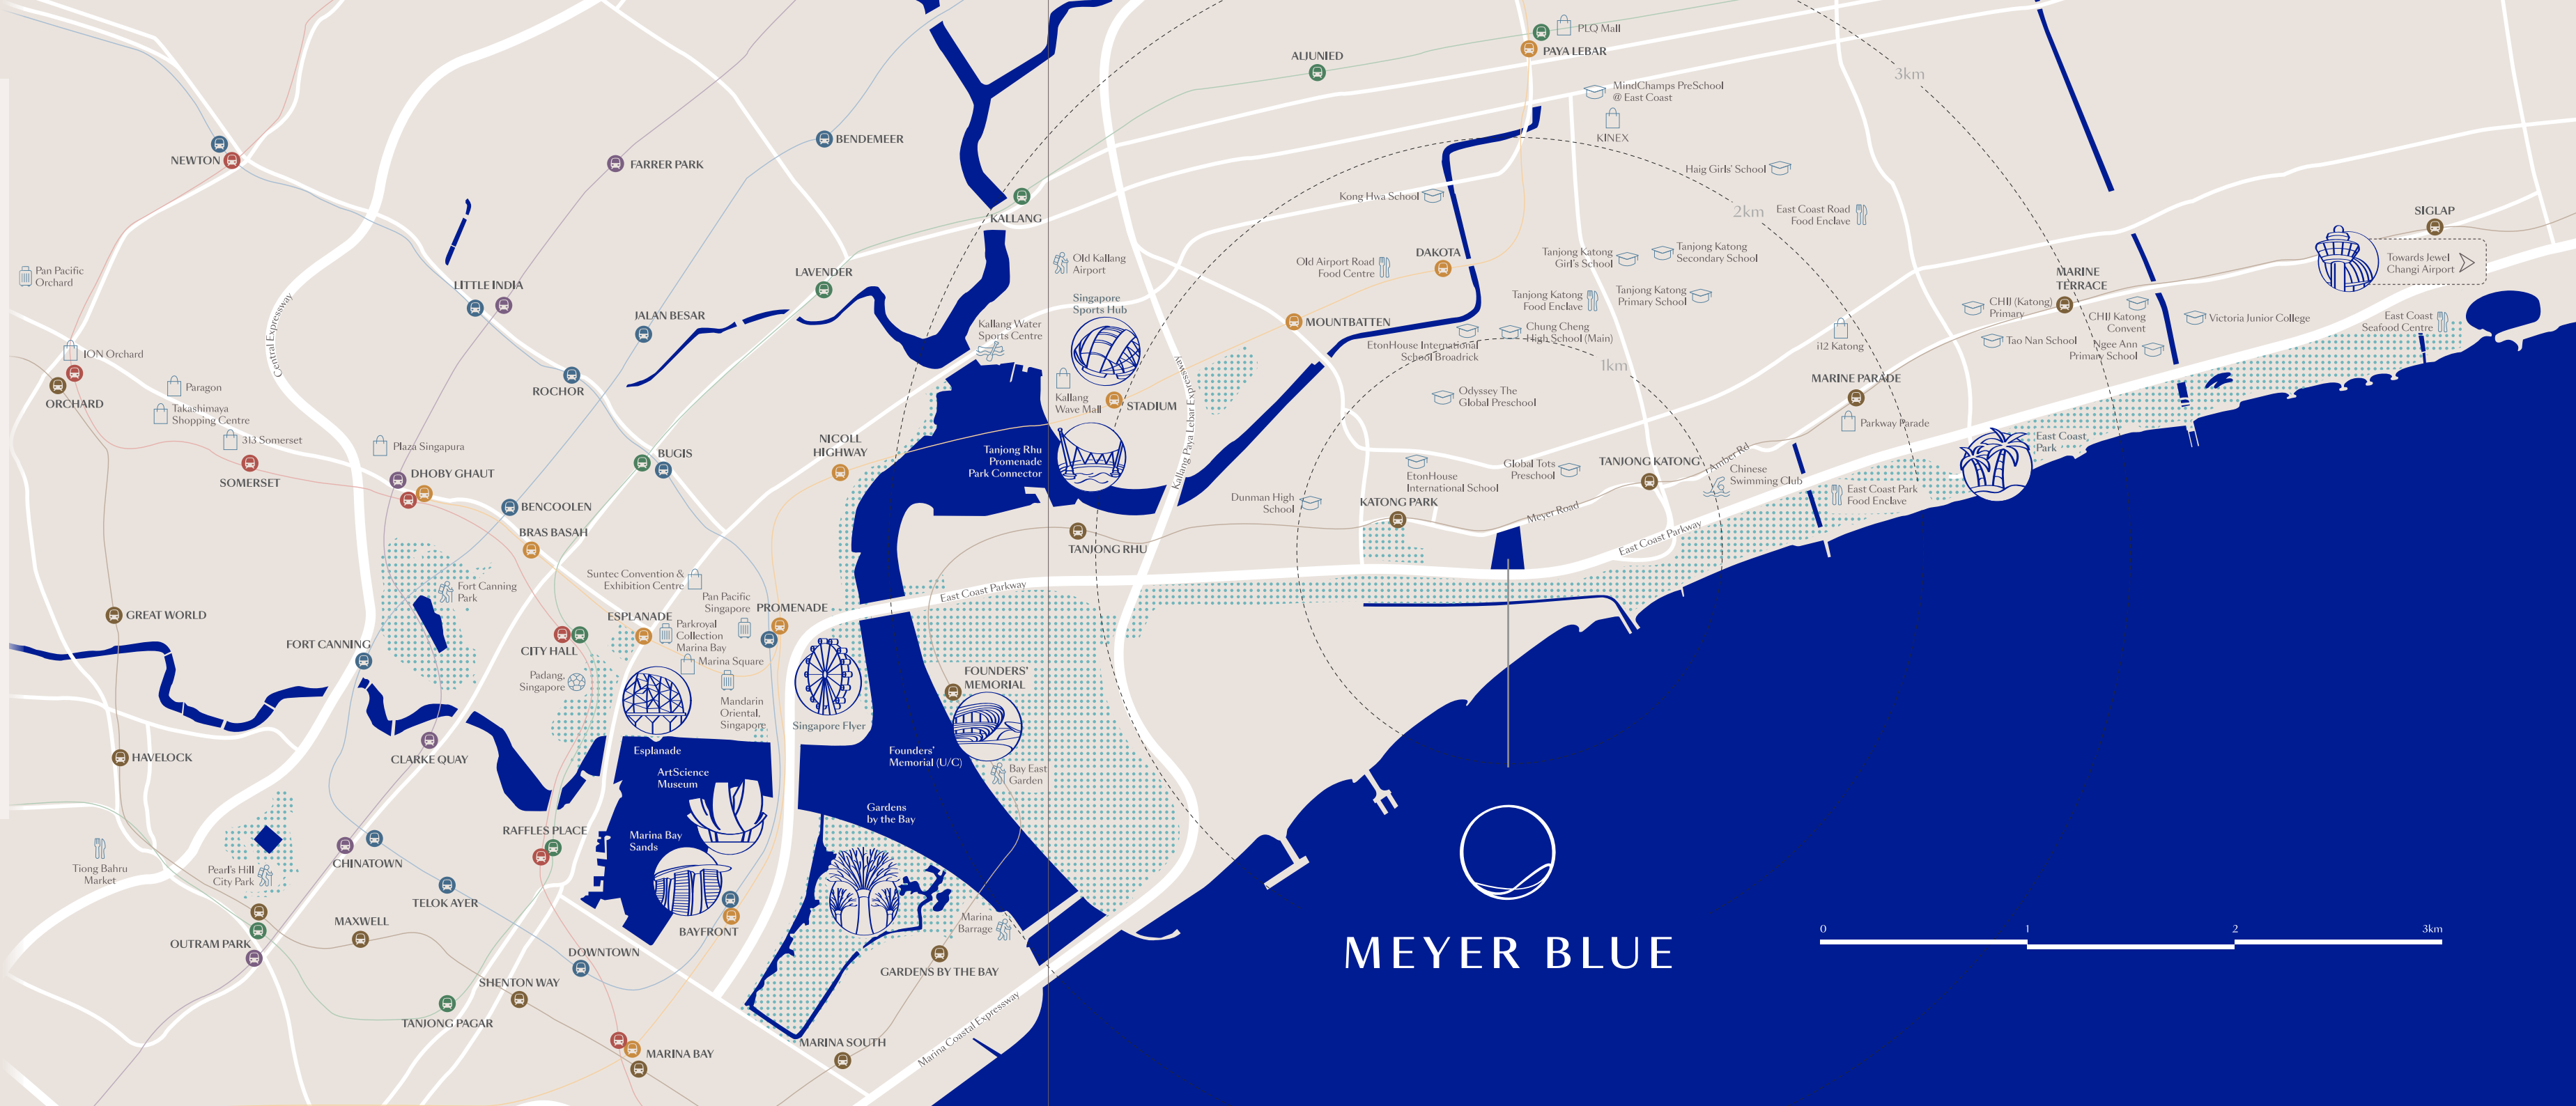 PLQ Mall
PAYA LEBAR
ALJUNIED
3km
MindChamps PreSchool
@ East Coast
KINEX
BENDEMEER
NEWTON
FARRER PARK
Haig Girls' School
Kong Hwa School
2km
East Coast Road
Food Enclave
KALLANG
SIGLAP
Towards Jewel
Changi Airport
Pan Pacific
Orchard
LITTLE INDIA
LAVENDER
Old Kallang
Airport
Old Airport Road
Food Centre
DAKOTA
Tanjong Katong
Girl's School
Tanjong Katong
Secondary School
MARINE
TERRACE
Central Expressway
JALAN BESAR
Kallang Water
Sports Centre
Singapore
Sports Hub
MOUNTBATTEN
Tanjong Katong
Food Enclave
Tanjong Katong
Primary School
EtonHouse International
School Broadrick
Chung Cheng
High School (Main)
i12 Katong
CHIJ (Katong)
Primary
Tao Nan School
CHIJ Katong
Convent
Ngee Ann
Primary School
Victoria Junior College
East Coast
Seafood Centre
ION Orchard
ORCHARD
Paragon
Takashimaya
Shopping Centre
313 Somerset
SOMERSET
Plaza Singapura
DHOBY GHAUT
ROCHOR
BUGIS
NICOLL
HIGHWAY
Kallang
Wave Mall
STADIUM
Kallang Paya Lebar Expressway
1km
Odyssey The
Global Preschool
MARINE PARADE
Parkway Parade
Tanjong Rhu
Promenade
Park Connector
Dunman High
School
EtonHouse
International School
Global Tots
Preschool
TANJONG KATONG
Amber Rd
Chinese
Swimming Club
East Coast Park
Food Enclave
East Coast
Park
BENCOOLEN
BRAS BASAH
KATONG PARK
Meyer Road
East Coast Parkway
TANJONG RHU
Fort Canning
Park
Suntec Convention &
Exhibition Centre
Pan Pacific
Singapore
PROMENADE
East Coast Parkway
GREAT WORLD
FORT CANNING
CITY HALL
ESPLANADE
Parkroyal
Collection
Marina Bay
Marina Square
Padang,
Singapore
Mandarin
Oriental,
Singapore
Singapore Flyer
FOUNDERS'
MEMORIAL
Founders'
Memorial (U/C)
Bay East
Garden
HAVELOCK
CLARKE QUAY
Esplanade
ArtScience
Museum
Gardens
by the Bay
Marina Bay
Sands
RAFFLES PLACE
Tiong Bahru
Market
Pearl's Hill
City Park
CHINATOWN
TELOK AYER
MAXWELL
OUTRAM PARK
BAYFRONT
Marina
Barrage
DOWNTOWN
GARDENS BY THE BAY
SHENTON WAY
TANJONG PAGAR
MARINA BAY
MARINA SOUTH
Marina Coastal Expressway
MEYER BLUE
0 1 2 3km